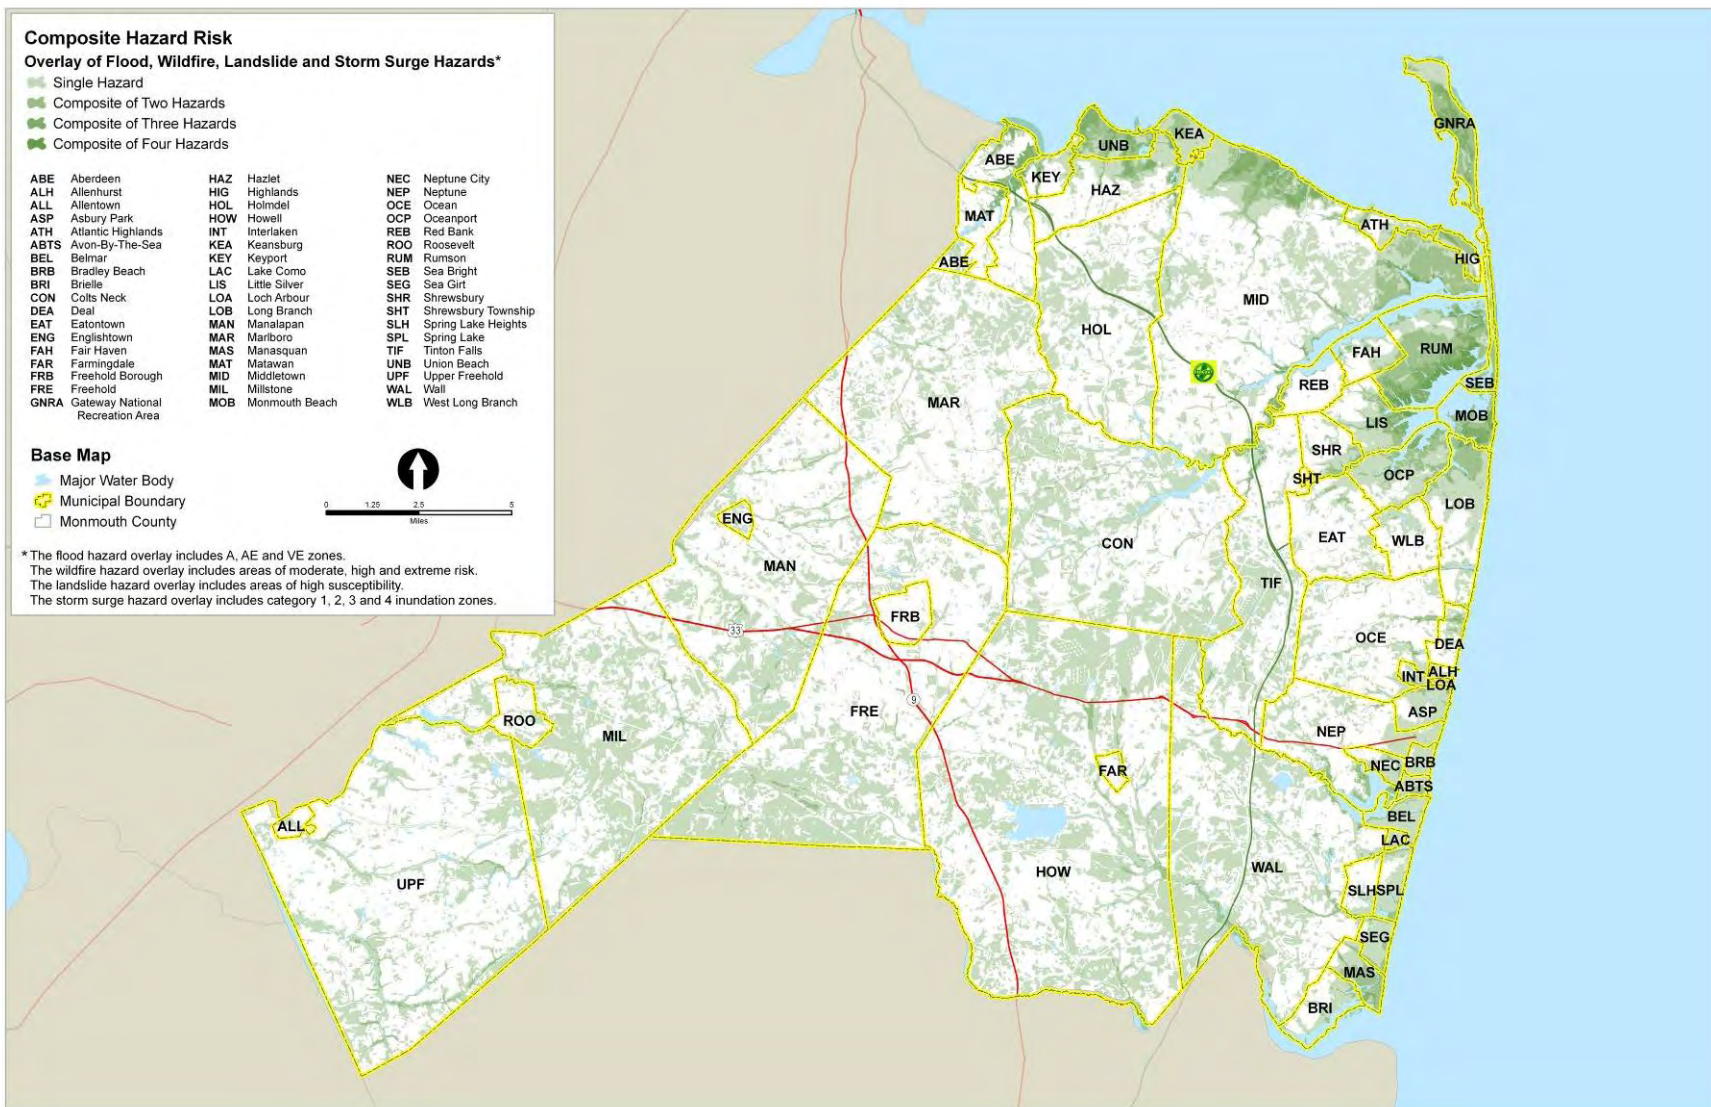 Composite Hazard Risk
Overlay of Flood, Wildfire, Landslide and Storm Surge Hazards*
Single Hazard
Composite of Two Hazards
Composite of Three Hazards
Composite of Four Hazards
ABE Aberdeen
ALH Allenhurst
ALL Allentown
ASP Asbury Park
ATH Atlantic Highlands
ABTS Avon-By-The-Sea
BEL Belmar
BRB Bradley Beach
BRI Brielle
CON Colts Neck
DEA Deal
EAT Eatontown
ENG Englishtown
FAH Fair Haven
FAR Farmingdale
FRB Freehold Borough
FRE Freehold
GNRA Gateway National
Recreation Area
HAZ Hazlet
HIG Highlands
HOL Holmdel
HOW Howell
INT Interlaken
KEA Keansburg
KEY Keyport
LAC Lake Como
LIS Little Silver
LOA Loch Arbour
LOB Long Branch
MAN Manalapan
MAR Marlboro
MAS Manasquan
MAT Matawan
MID Middletown
MIL Millstone
MOB Monmouth Beach
NEC Neptune City
NEP Neptune
OCE Ocean
OCP Oceanport
REB Red Bank
ROO Roosevelt
RUM Rumson
SEB Sea Bright
SEG Sea Girt
SHR Shrewsbury
SHT Shrewsbury Township
SLH Spring Lake Heights
SPL Spring Lake
TIF Tinton Falls
UNB Union Beach
UPF Upper Freehold
WAL Wall
WLB West Long Branch
Base Map
Major Water Body
Municipal Boundary
Monmouth County
0 1.25 2.5 5
Miles
* The flood hazard overlay includes A, AE and VE zones.
The wildfire hazard overlay includes areas of moderate, high and extreme risk.
The landslide hazard overlay includes areas of high susceptibility.
The storm surge hazard overlay includes category 1, 2, 3 and 4 inundation zones.
GNRA
KEA
UNB
ABE
KEY
HAZ
MAT
ATH
ABE
HIG
MID
HOL
FAH
RUM
REB
SEB
MAR
MOB
LIS
SHR
OCP
SHT
LOB
ENG
EAT
WLB
CON
MAN
TIF
FRB
33
OCE
DEA
INT
ALH
LOA
9
FRE
ASP
ROO
MIL
NEP
NEC
BRB
FAR
ABTS
BEL
ALL
LAC
HOW
WAL
UPF
SLH
SPL
SEG
MAS
BRI